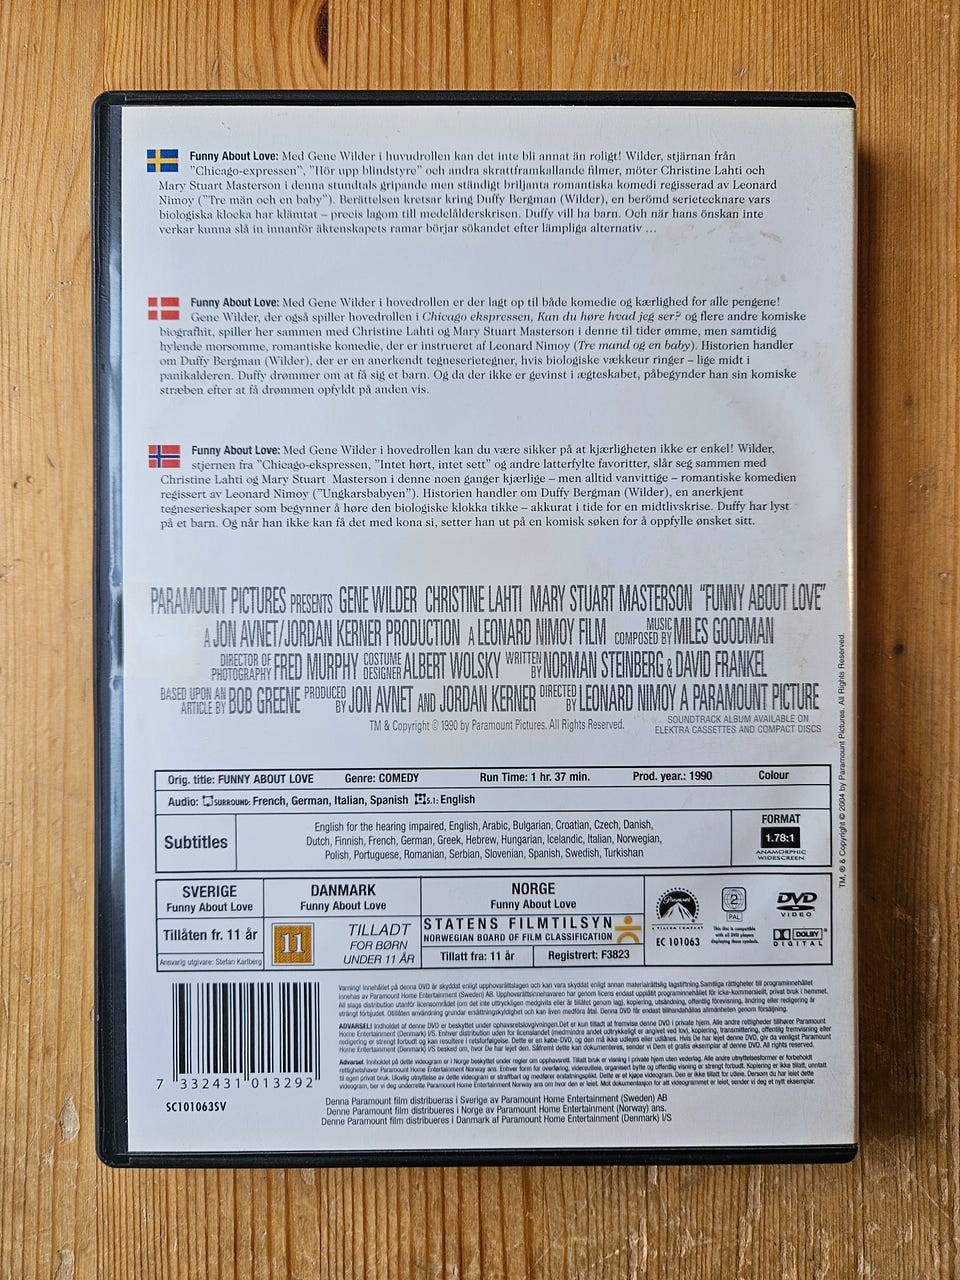 Funny About Love: Med Gene Wilder i huvudrollen kan det inte bli annat än roligt! Wilder, stjärnan från
"Chicago-expressen", "Hör upp blindstyre" och andra skrattframkallande filmer, möter Christine Lahti och
Mary Stuart Masterson i denna stundtals gripande men ständigt briljanta romantiska komedi regisserad av Leonard
Nimoy ("Tre män och en baby"). Berättelsen kretsar kring Duffy Bergman (Wilder), en berömd serietecknare vars
biologiska klocka har klämtat – precis lagom till medelålderskrisen. Duffy vill ha barn. Och när hans önskan inte
verkar kunna slå in innanför äktenskapets ramar börjar sökandet efter lämpliga alternativ ...
Funny About Love: Med Gene Wilder i hovedrollen er der lagt op til både komedie og kærlighed for alle pengene!
Gene Wilder, der også spiller hovedrollen i Chicago ekspressen, Kan du høre hvad jeg ser? og flere andre komiske
biografhit, spiller her sammen med Christine Lahti og Mary Stuart Masterson i denne til tider ømme, men samtidig
hylende morsomme, romantiske komedie, der er instrueret af Leonard Nimoy (Tre mand og en baby). Historien handler
om Duffy Bergman (Wilder), der er en anerkendt tegneserietegner, hvis biologiske vækkeur ringer – lige midt i
panikalderen. Duffy drømmer om at få sig et barn. Og da der ikke er gevinst i ægteskabet, påbegynder han sin komiske
stræben efter at få drømmen opfyldt på anden vis.
Funny About Love: Med Gene Wilder i hovedrollen kan du være sikker på at kjærligheten ikke er enkel! Wilder,
stjernen fra "Chicago-ekspressen, "Intet hørt, intet sett" og andre latterfylte favoritter, slår seg sammen med
Christine Lahti og Mary Stuart Masterson i denne noen ganger kjærlige – men alltid vanvittige – romantiske komedien
regissert av Leonard Nimoy ("Ungkarsbabyen"). Historien handler om Duffy Bergman (Wilder), en anerkjent
tegneserieskaper som begynner å høre den biologiske klokka tikke – akkurat i tide for en midtlivskrise. Duffy har lyst
på et barn. Og når han ikke kan få det med kona si, setter han ut på en komisk søken for å oppfylle ønsket sitt.
PARAMOUNT PICTURES PRESENTS GENE WILDER CHRISTINE LAHTI MARY STUART MASTERSON "FUNNY ABOUT LOVE"
A JON AVNET/JORDAN KERNER PRODUCTION A LEONARD NIMOY FILM MUSIC COMPOSED BY MILES GOODMAN
DIRECTOR OF PHOTOGRAPHY FRED MURPHY COSTUME DESIGNER ALBERT WOLSKY WRITTEN BY NORMAN STEINBERG & DAVID FRANKEL
BASED UPON AN ARTICLE BY BOB GREENE PRODUCED BY JON AVNET AND JORDAN KERNER DIRECTED BY LEONARD NIMOY A PARAMOUNT PICTURE
TM & Copyright © 1990 by Paramount Pictures. All Rights Reserved.
SOUNDTRACK ALBUM AVAILABLE ON
ELEKTRA CASSETTES AND COMPACT DISCS
TM, ® & Copyright © 2004 by Paramount Pictures. All Rights Reserved.
Orig. title: FUNNY ABOUT LOVE Genre: COMEDY Run Time: 1 hr. 37 min. Prod. year.: 1990 Colour
Audio: SURROUND: French, German, Italian, Spanish 5.1: English
Subtitles
English for the hearing impaired, English, Arabic, Bulgarian, Croatian, Czech, Danish,
Dutch, Finnish, French, German, Greek, Hebrew, Hungarian, Icelandic, Italian, Norwegian,
Polish, Portuguese, Romanian, Serbian, Slovenian, Spanish, Swedish, Turkishan
FORMAT
1.78:1
ANAMORPHIC
WIDESCREEN
SVERIGE
Funny About Love
Tillåten fr. 11 år
Ansvarig utgivare: Stefan Karlberg
DANMARK
Funny About Love
11
TILLADT
FOR BØRN
UNDER 11 ÅR
NORGE
Funny About Love
STATENS FILMTILSYN
NORWEGIAN BOARD OF FILM CLASSIFICATION
Tillatt fra: 11 år Registrert: F3823
Paramount
EC 101063
2
PAL
This disc is compatible
with all DVD players
displaying these symbols.
DVD
VIDEO
DOLBY
DIGITAL
7 332431 013292
SC101063SV
Denna Paramount film distribueras i Sverige av Paramount Home Entertainment (Sweden) AB
Denne Paramount film distribueres i Norge av Paramount Home Entertainment (Norway) ans.
Denne Paramount film distribueres i Danmark af Paramount Home Entertainment (Denmark) I/S